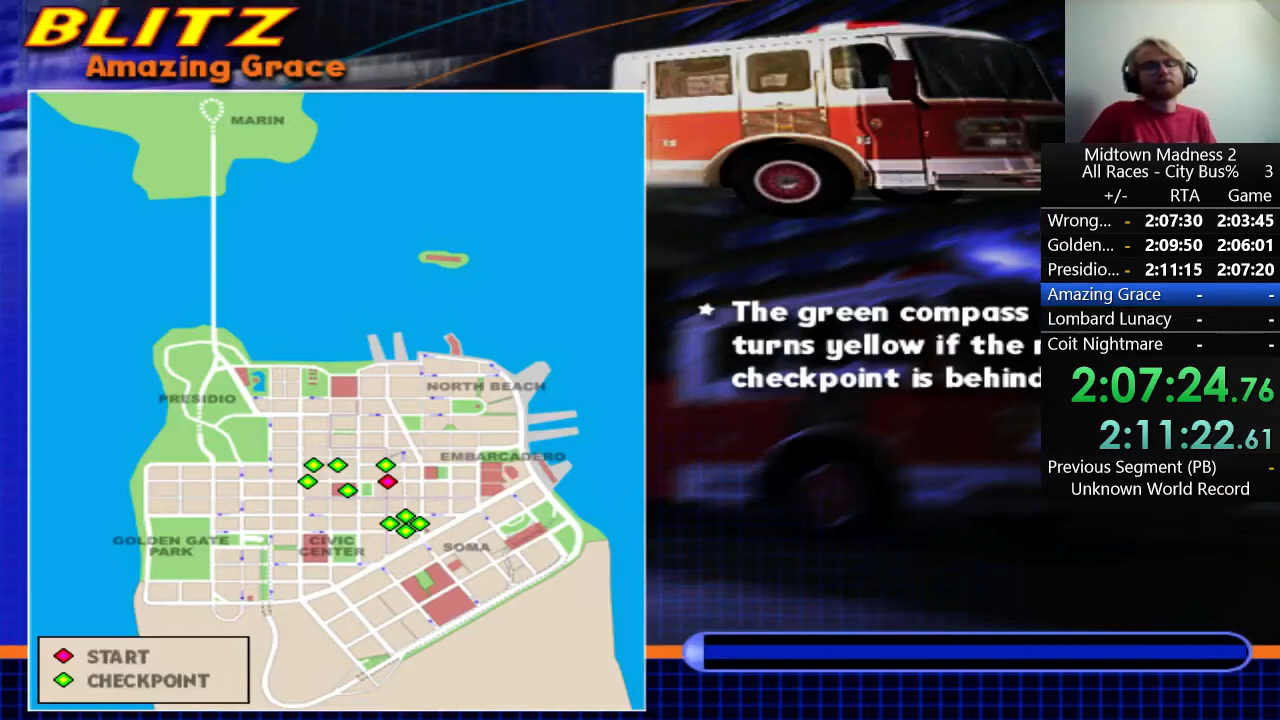 BLITZ
Amazing Grace
MARIN
PRESIDIO
NORTH BEACH
EMBARCADERO
GOLDEN GATE
PARK
CIVIC
CENTER
SOMA
START
CHECKPOINT
The green compass
turns yellow if the
checkpoint is behind
Midtown Madness 2
All Races - City Bus% 3
+/- RTA Game
Wrong... - 2:07:30 2:03:45
Golden... - 2:09:50 2:06:01
Presidio... - 2:11:15 2:07:20
Amazing Grace - -
Lombard Lunacy - -
Coit Nightmare - -
2:07:24.76
2:11:22.61
Previous Segment (PB) -
Unknown World Record